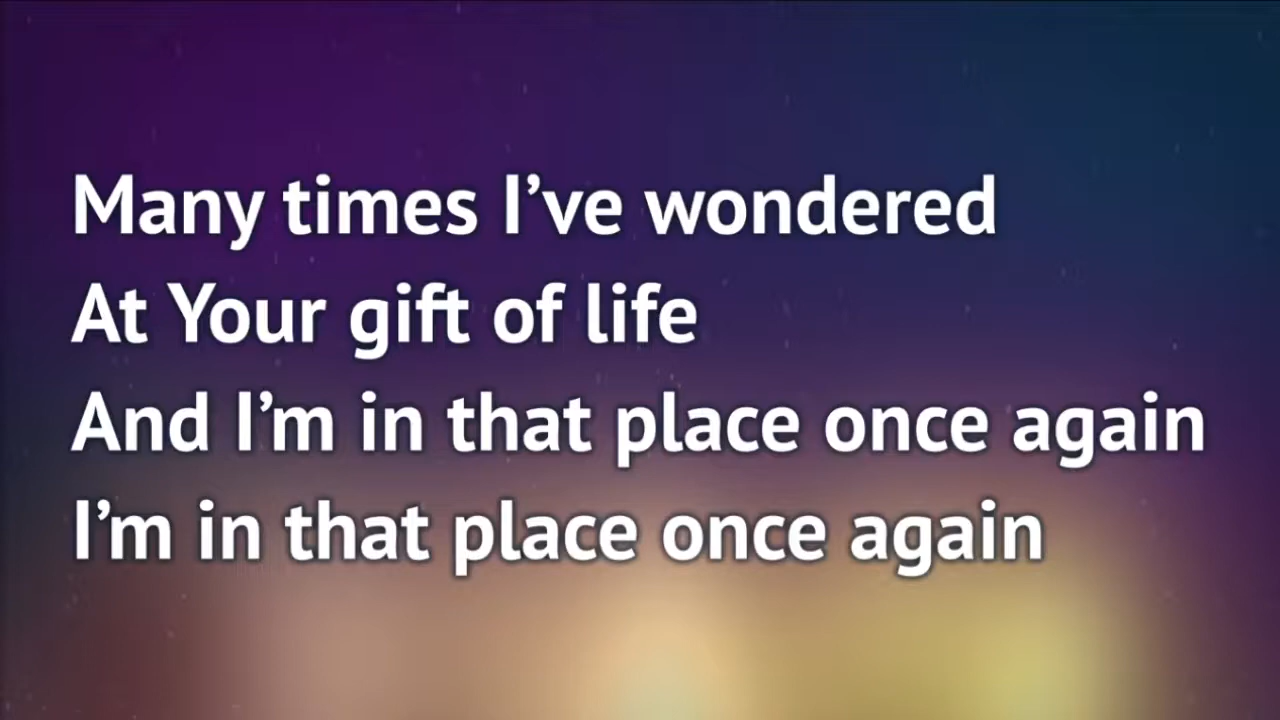 Many times I’ve wondered
At Your gift of life
And I’m in that place once again
I’m in that place once again